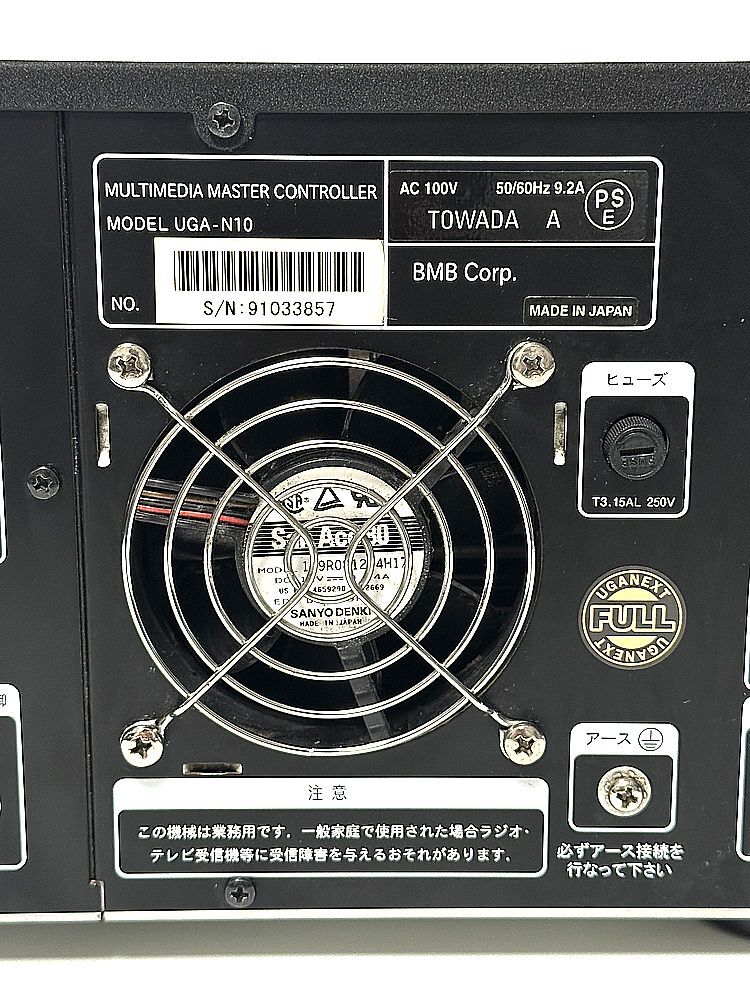 MULTIMEDIA MASTER CONTROLLER
MODEL UGA-N10
NO.
S/N:91033857
AC 100V 50/60Hz 9.2A
TOWADA A
PS
E
BMB Corp.
MADE IN JAPAN
ヒューズ
FUSE
T3.15AL 250V
MODEL
DC
US
SANYO DENKI
MADE IN JAPAN
UGANEXT
FULL
UGANEXT
アース
注意
この機械は業務用です。一般家庭で使用された場合ラジオ・
テレビ受信機等に受信障害を与えるおそれがあります。
必ずアース接続を
行なって下さい